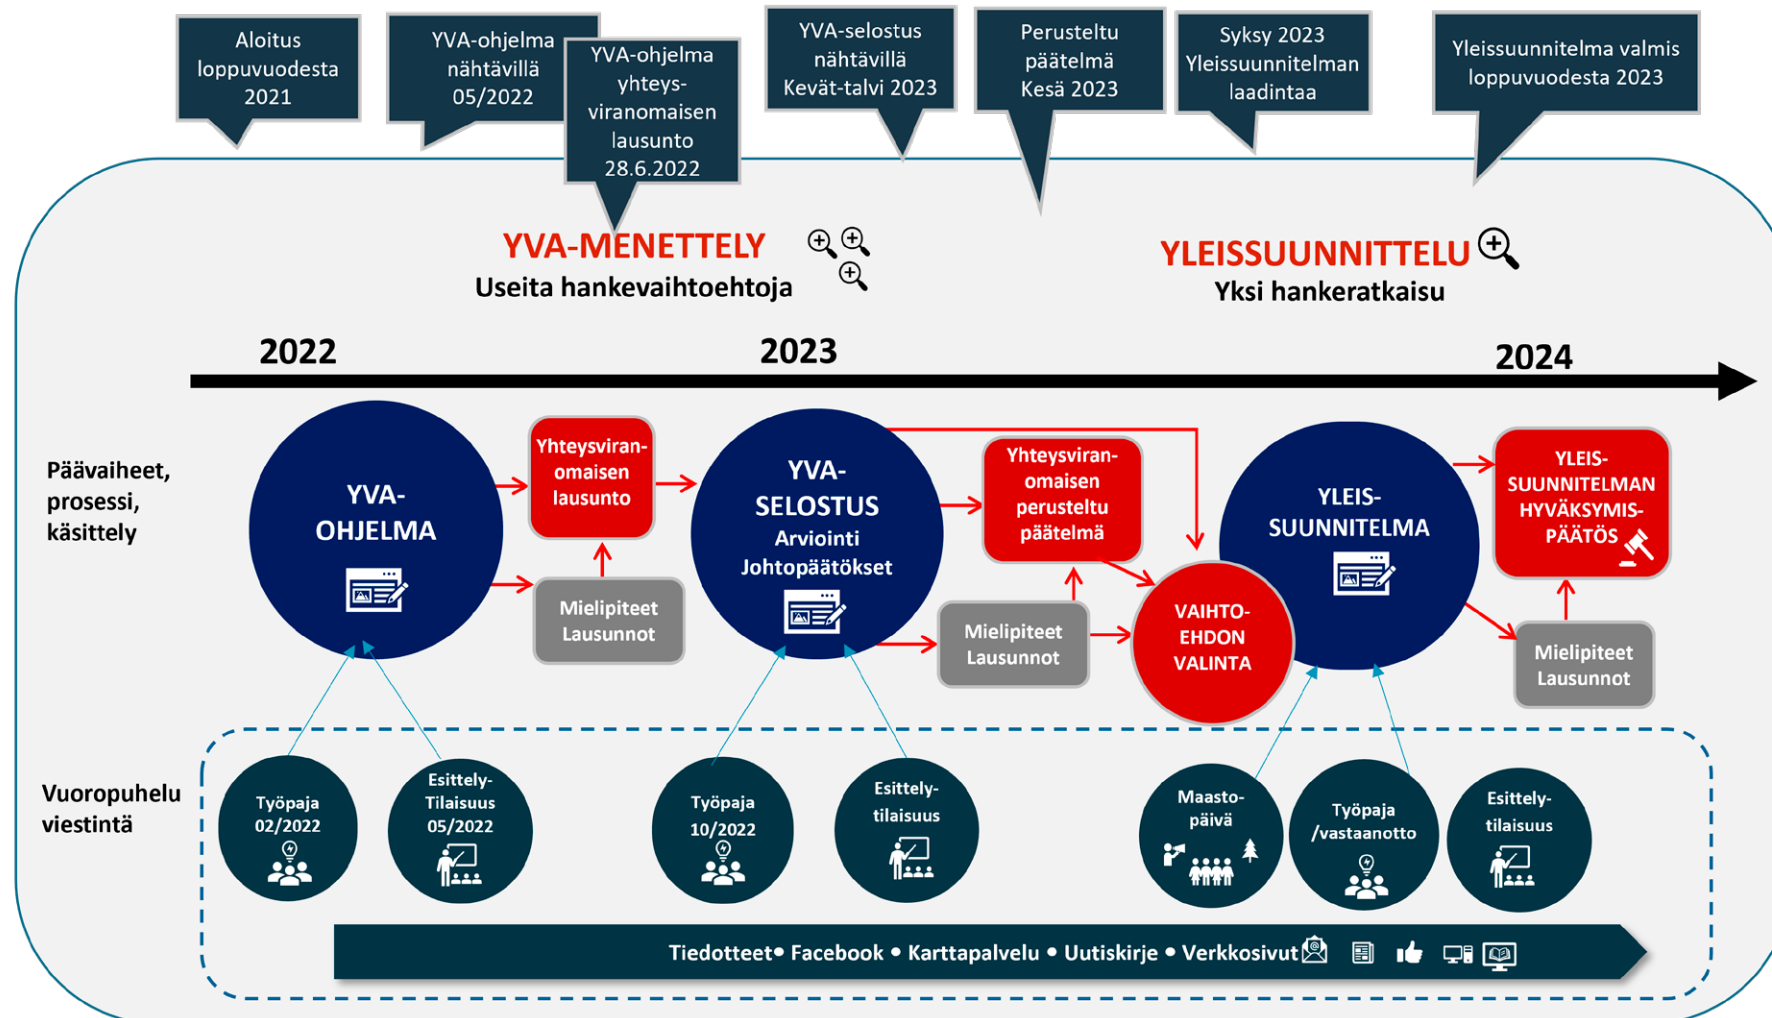 Aloitus
loppuvuodesta
2021
YVA-ohjelma
nähtävillä
05/2022
YVA-ohjelma
yhteys-
viranomaisen
lausunto
28.6.2022
YVA-selostus
nähtävillä
Kevät-talvi 2023
Perusteltu
päätelmä
Kesä 2023
Syksy 2023
Yleissuunnitelman
laadintaa
Yleissuunnitelma valmis
loppuvuodesta 2023
YVA-MENETTELY
Useita hankevaihtoehtoja
YLEISSUUNNITTELU
Yksi hankeratkaisu
2022
2023
2024
Päävaiheet,
prosessi,
käsittely
YVA-
OHJELMA
Yhteysviran-
omaisen
lausunto
Mielipiteet
Lausunnot
YVA-
SELOSTUS
Arviointi
Johtopäätökset
Yhteysviran-
omaisen
perusteltu
päätelmä
Mielipiteet
Lausunnot
VAIHTO-
EHDON
VALINTA
YLEIS-
SUUNNITELMA
YLEIS-
SUUNNITELMAN
HYVÄKSYMIS-
PÄÄTÖS
Mielipiteet
Lausunnot
Vuoropuhelu
viestintä
Työpaja
02/2022
Esittely-
Tilaisuus
05/2022
Työpaja
10/2022
Esittely-
tilaisuus
Maasto-
päivä
Työpaja
/vastaanotto
Esittely-
tilaisuus
Tiedotteet• Facebook • Karttapalvelu • Uutiskirje • Verkkosivut